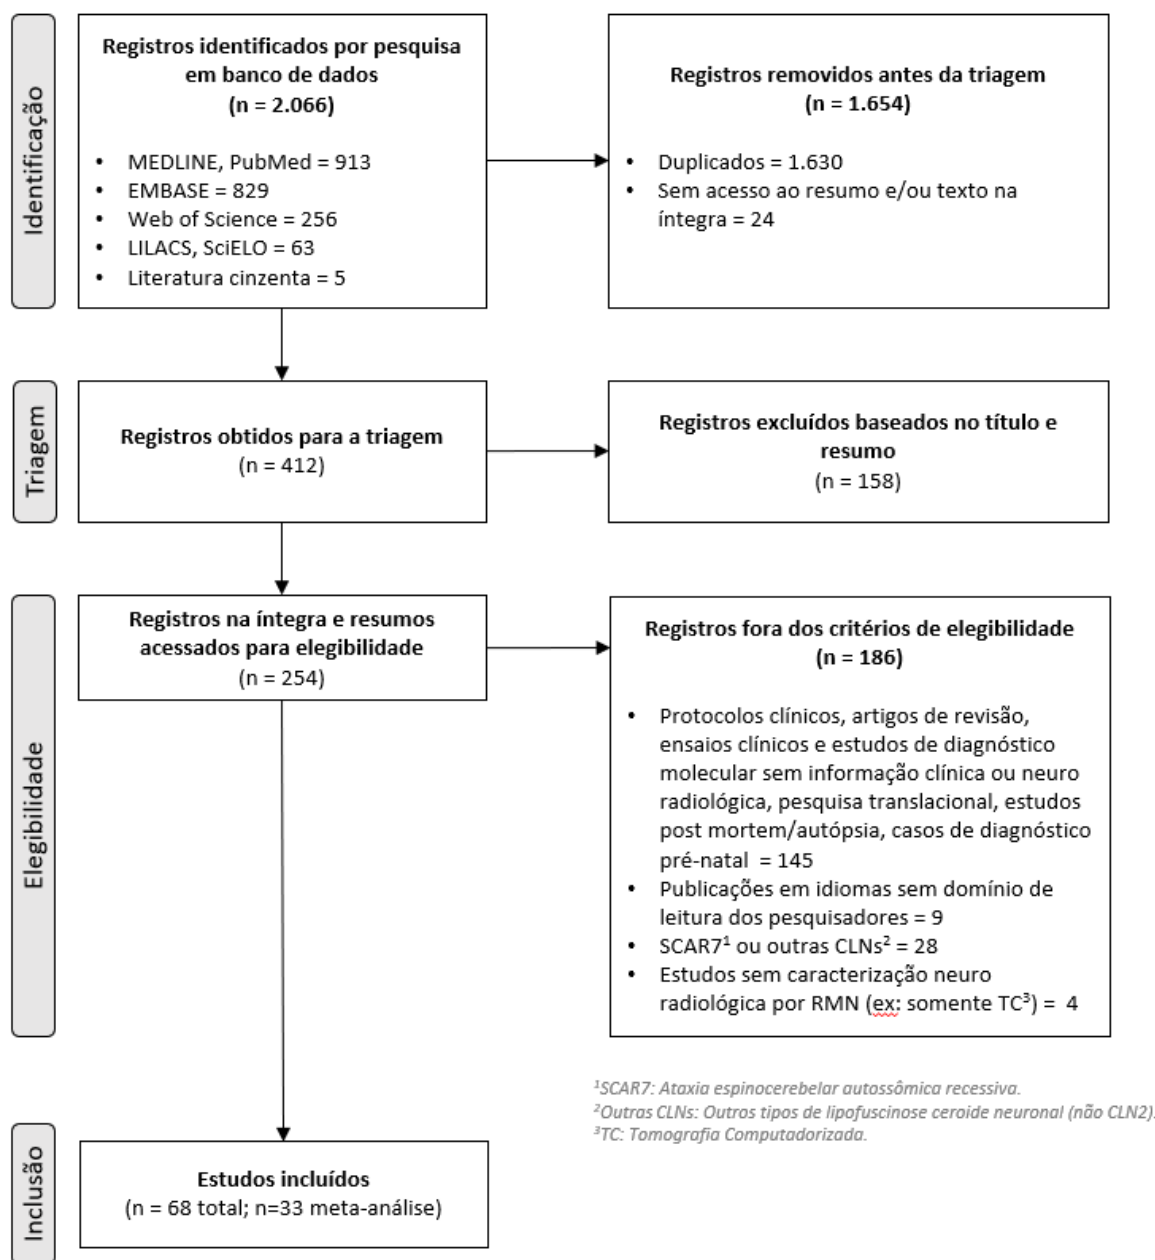 Identificação
Registros identificados por pesquisa
em banco de dados
(n = 2.066)
• MEDLINE, PubMed = 913
• EMBASE = 829
• Web of Science = 256
• LILACS, SciELO = 63
• Literatura cinzenta = 5
Registros removidos antes da triagem
(n = 1.654)
• Duplicados = 1.630
• Sem acesso ao resumo e/ou texto na
íntegra = 24
Triagem
Registros obtidos para a triagem
(n = 412)
Registros excluídos baseados no título e
resumo
(n = 158)
Elegibilidade
Registros na íntegra e resumos
acessados para elegibilidade
(n = 254)
Registros fora dos critérios de elegibilidade
(n = 186)
• Protocolos clínicos, artigos de revisão,
ensaios clínicos e estudos de diagnóstico
molecular sem informação clínica ou neuro
radiológica, pesquisa translacional, estudos
post mortem/autópsia, casos de diagnóstico
pré-natal = 145
• Publicações em idiomas sem domínio de
leitura dos pesquisadores = 9
• SCAR7¹ ou outras CLNs² = 28
• Estudos sem caracterização neuro
radiológica por RMN (ex: somente TC³) = 4
¹SCAR7: Ataxia espinocerebelar autossômica recessiva.
²Outras CLNs: Outros tipos de lipofuscinose ceroide neuronal (não CLN2).
³TC: Tomografia Computadorizada.
Inclusão
Estudos incluídos
(n = 68 total; n=33 meta-análise)